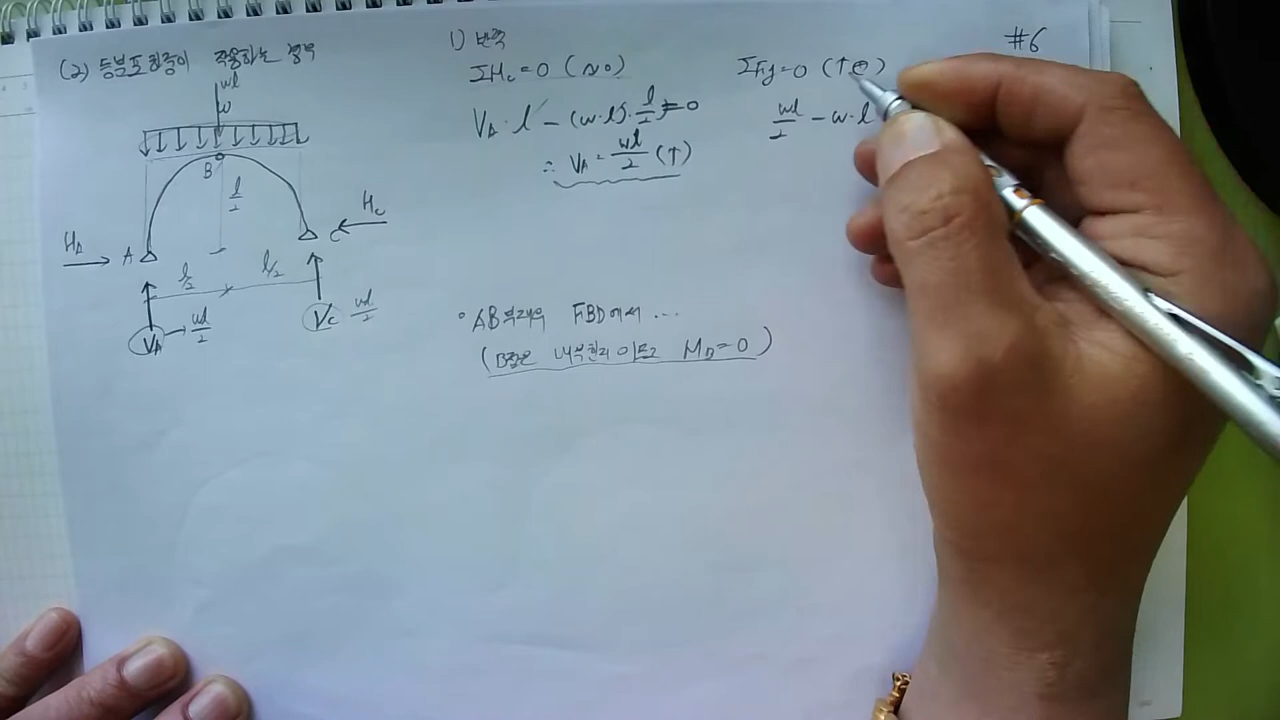 (2) 등분포하중이 작용하는 경우
wl
w
B
l/2
H_A
A
C
H_C
l/2
l/2
V_A → wl/2
V_C wl/2
1) 반력
ΣM_C = 0 (
V_A · l - (w·l) · l/2 = 0
∴ V_A = wl/2 (↑)
#6
ΣFy = 0 (↑⊕)
wl/2 - w·l
∘ AB부재의 FBD에서 ...
(B점은 내부힌지 이므로 M_B = 0)